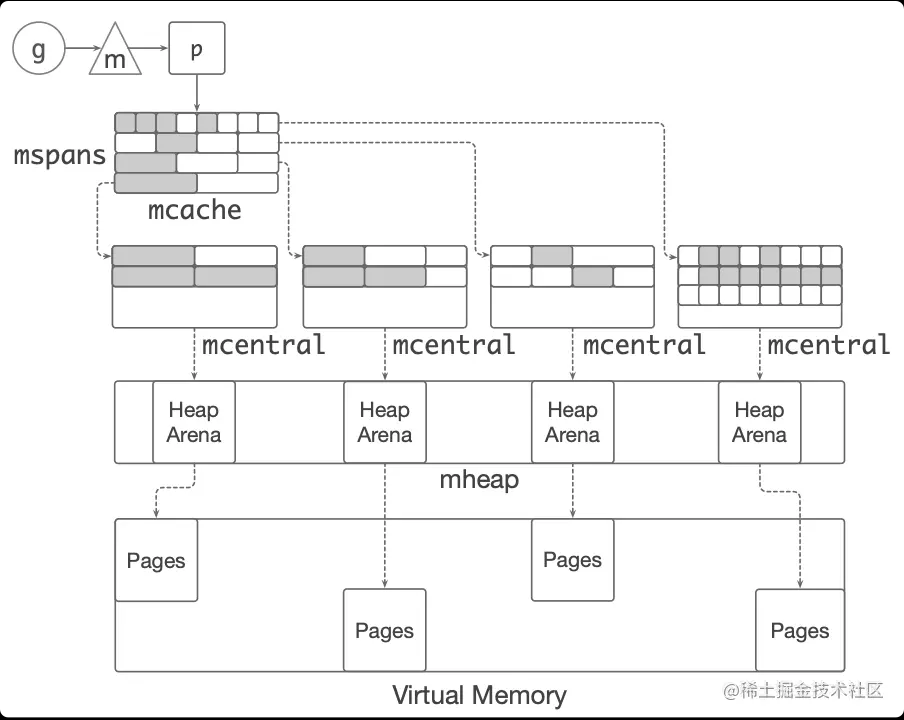 g
m
p
mspans
mcache
mcentral
mcentral
mcentral
mcentral
Heap
Arena
Heap
Arena
Heap
Arena
Heap
Arena
mheap
Pages
Pages
Pages
Pages
Virtual Memory
@稀土掘金技术社区